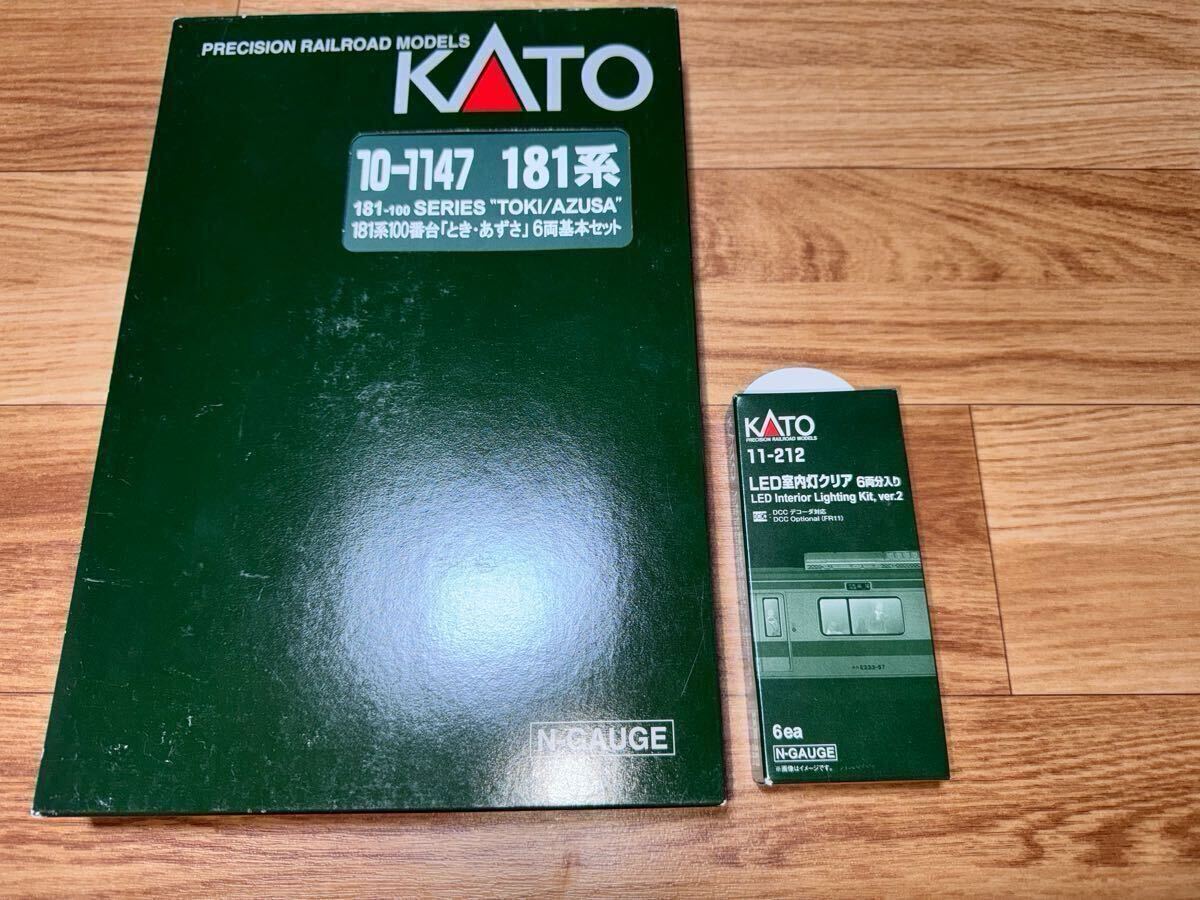 PRECISION RAILROAD MODELS
KATO
10-1147 181系
181-100 SERIES "TOKI/AZUSA"
181系100番台「とき・あずさ」6両基本セット
N-GAUGE
KATO
PRECISION RAILROAD MODELS
11-212
LED室内灯クリア 6両分入り
LED Interior Lighting Kit, ver.2
DCC デコーダ対応
DCC Optional (FR11)
6ea
N-GAUGE
※画像はイメージです。